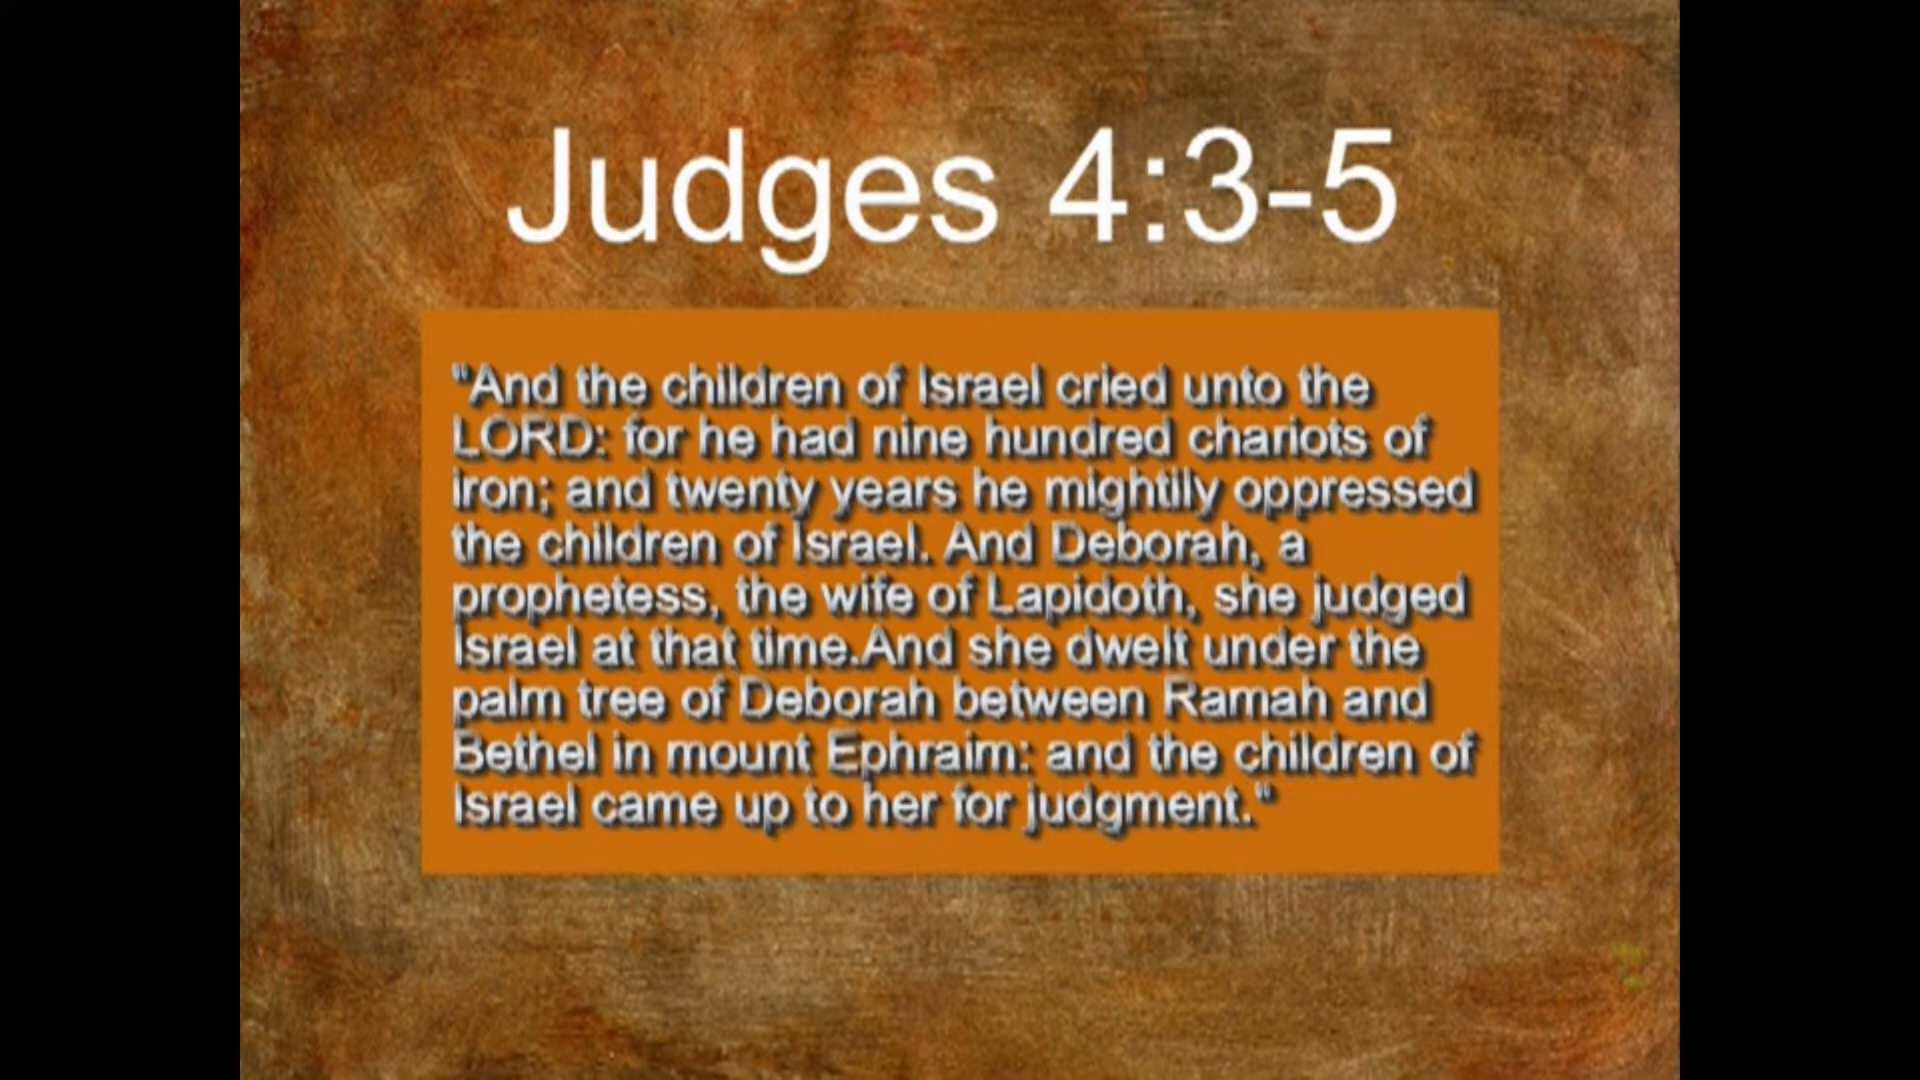 Judges 4:3-5
"And the children of Israel cried unto the
LORD: for he had nine hundred chariots of
iron; and twenty years he mightily oppressed
the children of Israel. And Deborah, a
prophetess, the wife of Lapidoth, she judged
Israel at that time.And she dwelt under the
palm tree of Deborah between Ramah and
Bethel in mount Ephraim: and the children of
Israel came up to her for judgment."